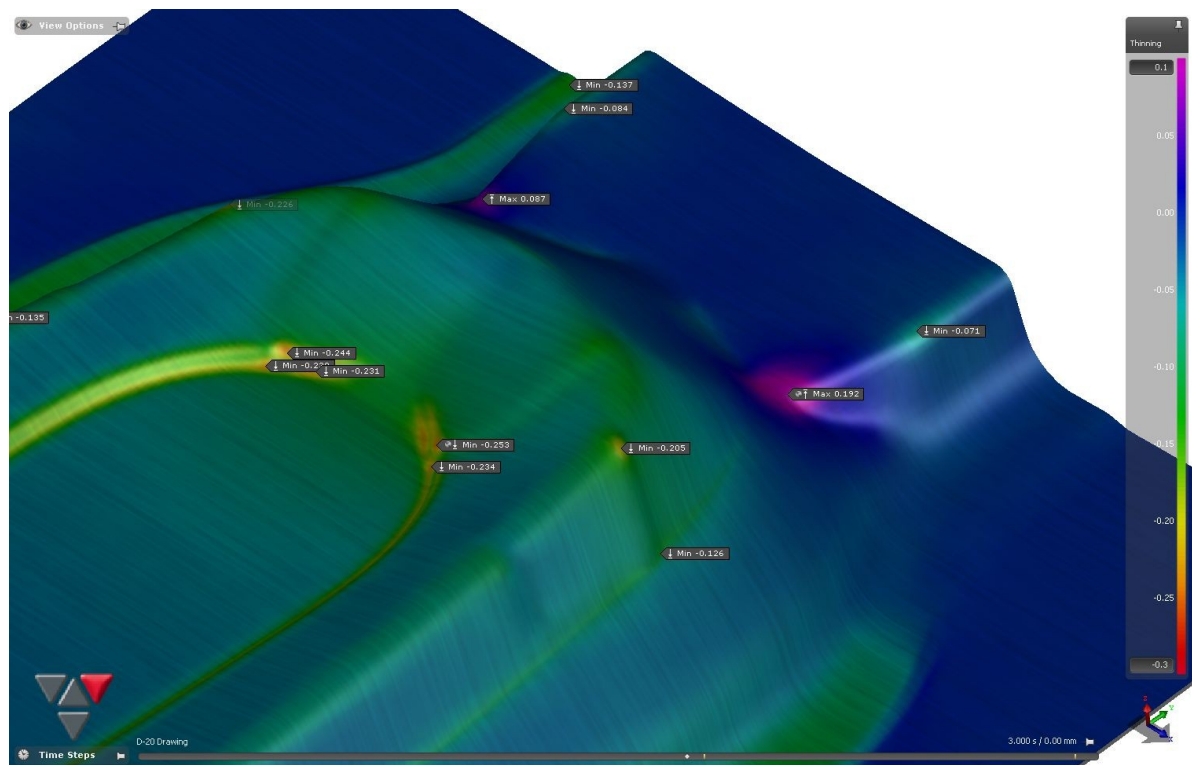 View Options
Thinning
0.1
Min -0.137
Min -0.084
0.05
Max 0.087
Min -0.226
0.00
-0.05
-0.135
Min -0.071
Min -0.244
Min
Min -0.231
-0.10
Max 0.192
Min -0.253
Min -0.205
-0.15
Min -0.234
-0.20
Min -0.126
-0.25
-0.3
D-20 Drawing
3.000 s / 0.00 mm
Time Steps